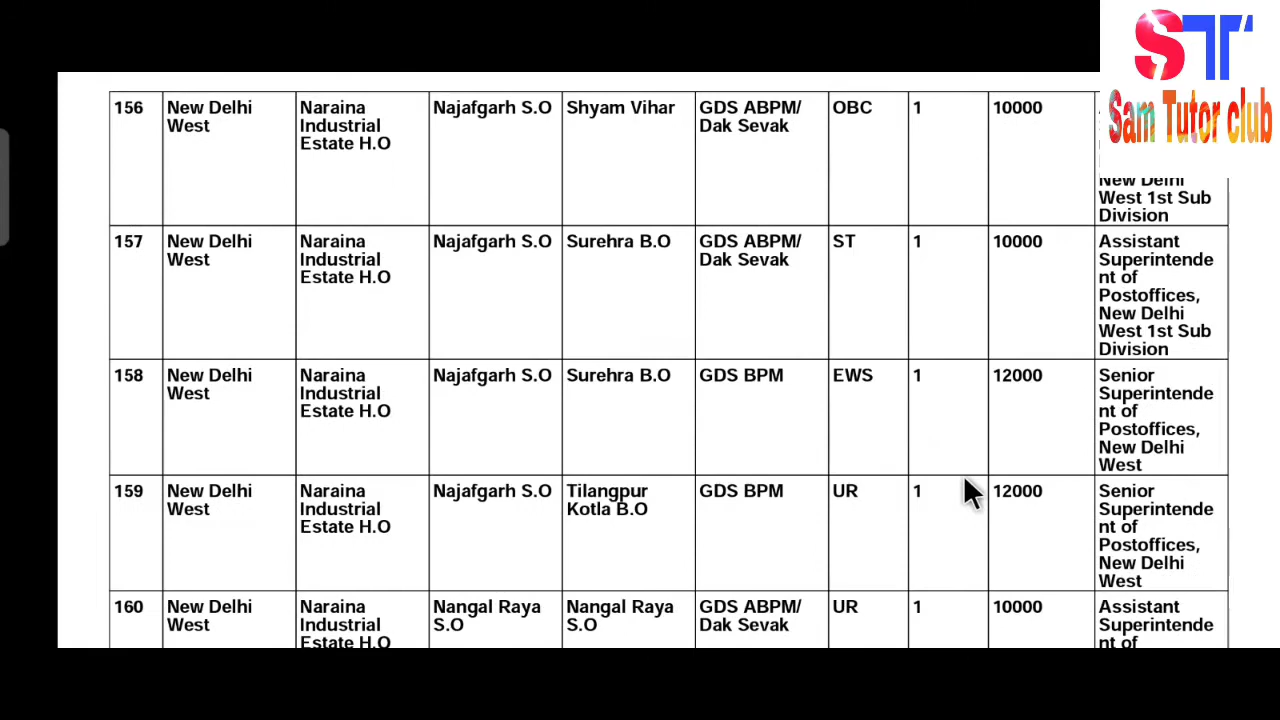 ST
Sam Tutor club
156
New Delhi
West
Naraina
Industrial
Estate H.O
Najafgarh S.O
Shyam Vihar
GDS ABPM/
Dak Sevak
OBC
1
10000
New Delhi
West 1st Sub
Division
157
New Delhi
West
Naraina
Industrial
Estate H.O
Najafgarh S.O
Surehra B.O
GDS ABPM/
Dak Sevak
ST
1
10000
Assistant
Superintende
nt of
Postoffices,
New Delhi
West 1st Sub
Division
158
New Delhi
West
Naraina
Industrial
Estate H.O
Najafgarh S.O
Surehra B.O
GDS BPM
EWS
1
12000
Senior
Superintende
nt of
Postoffices,
New Delhi
West
159
New Delhi
West
Naraina
Industrial
Estate H.O
Najafgarh S.O
Tilangpur
Kotla B.O
GDS BPM
UR
1
12000
Senior
Superintende
nt of
Postoffices,
New Delhi
West
160
New Delhi
West
Naraina
Industrial
Estate H.O
Nangal Raya
S.O
Nangal Raya
S.O
GDS ABPM/
Dak Sevak
UR
1
10000
Assistant
Superintende
nt of